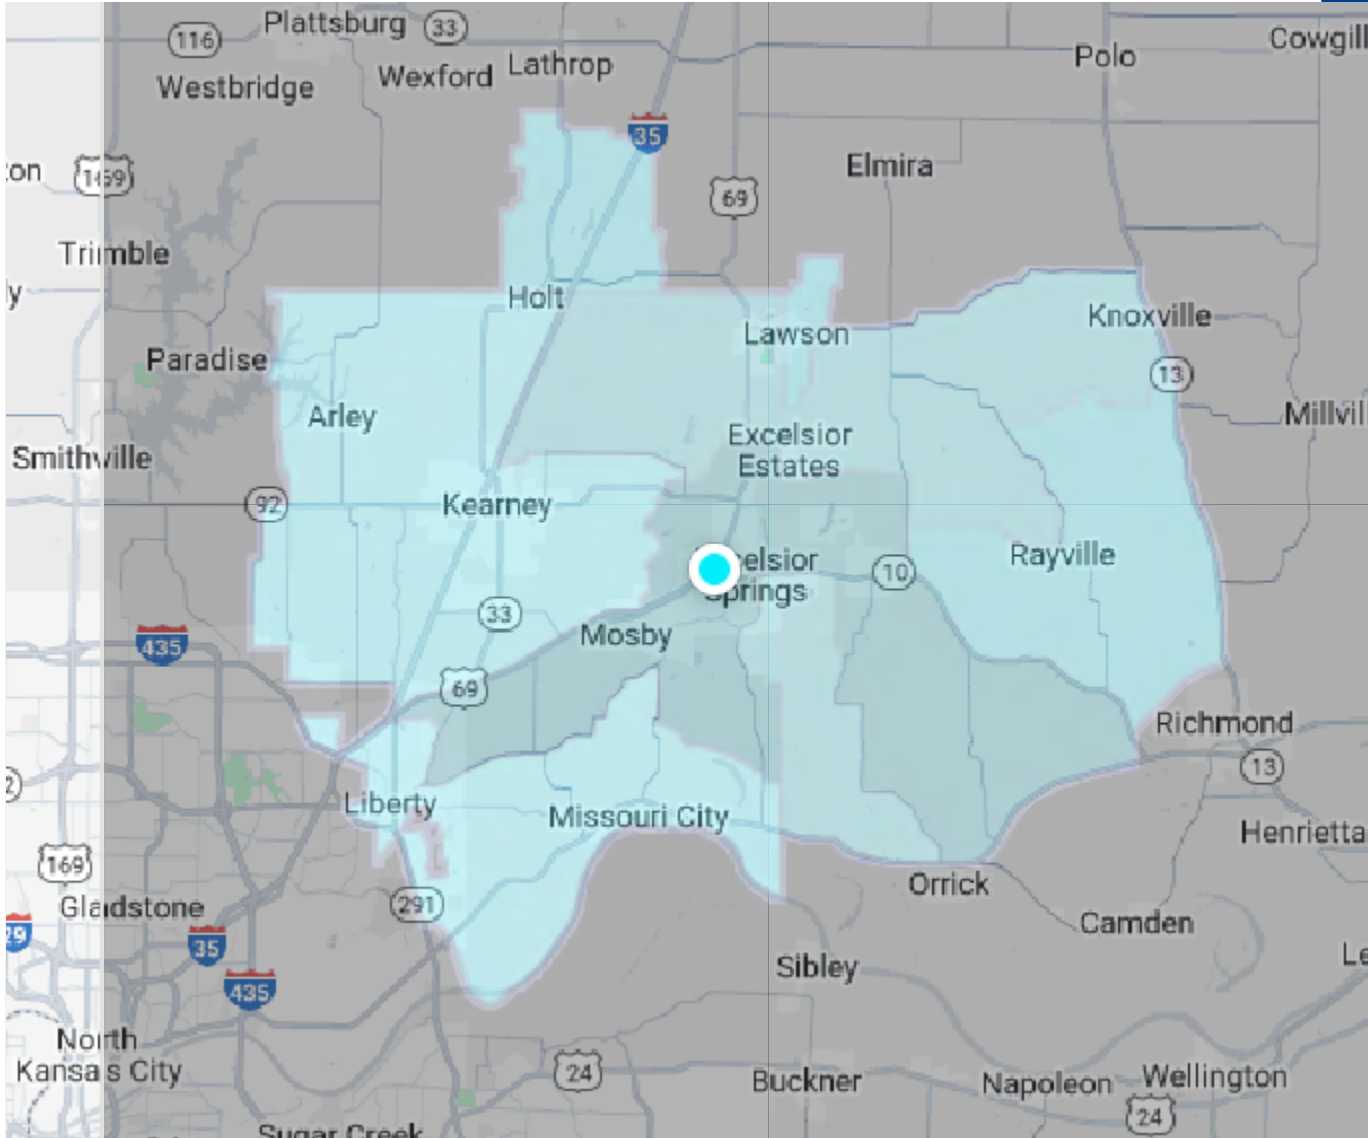 Plattsburg
33
116
Cowgill
Polo
Lathrop
Wexford
Westbridge
35
Elmira
169
69
Trimble
Holt
Knoxville
Lawson
Paradise
13
Arley
Excelsior
Estates
Smithville
92
Kearney
Rayville
10
Springs
33
Mosby
435
69
Richmond
13
Liberty
Missouri City
Henrietta
169
Orrick
Gladstone
291
Camden
29
35
Sibley
435
North
Kansas City
24
Buckner
Napoleon
Wellington
24
Sugar Creek